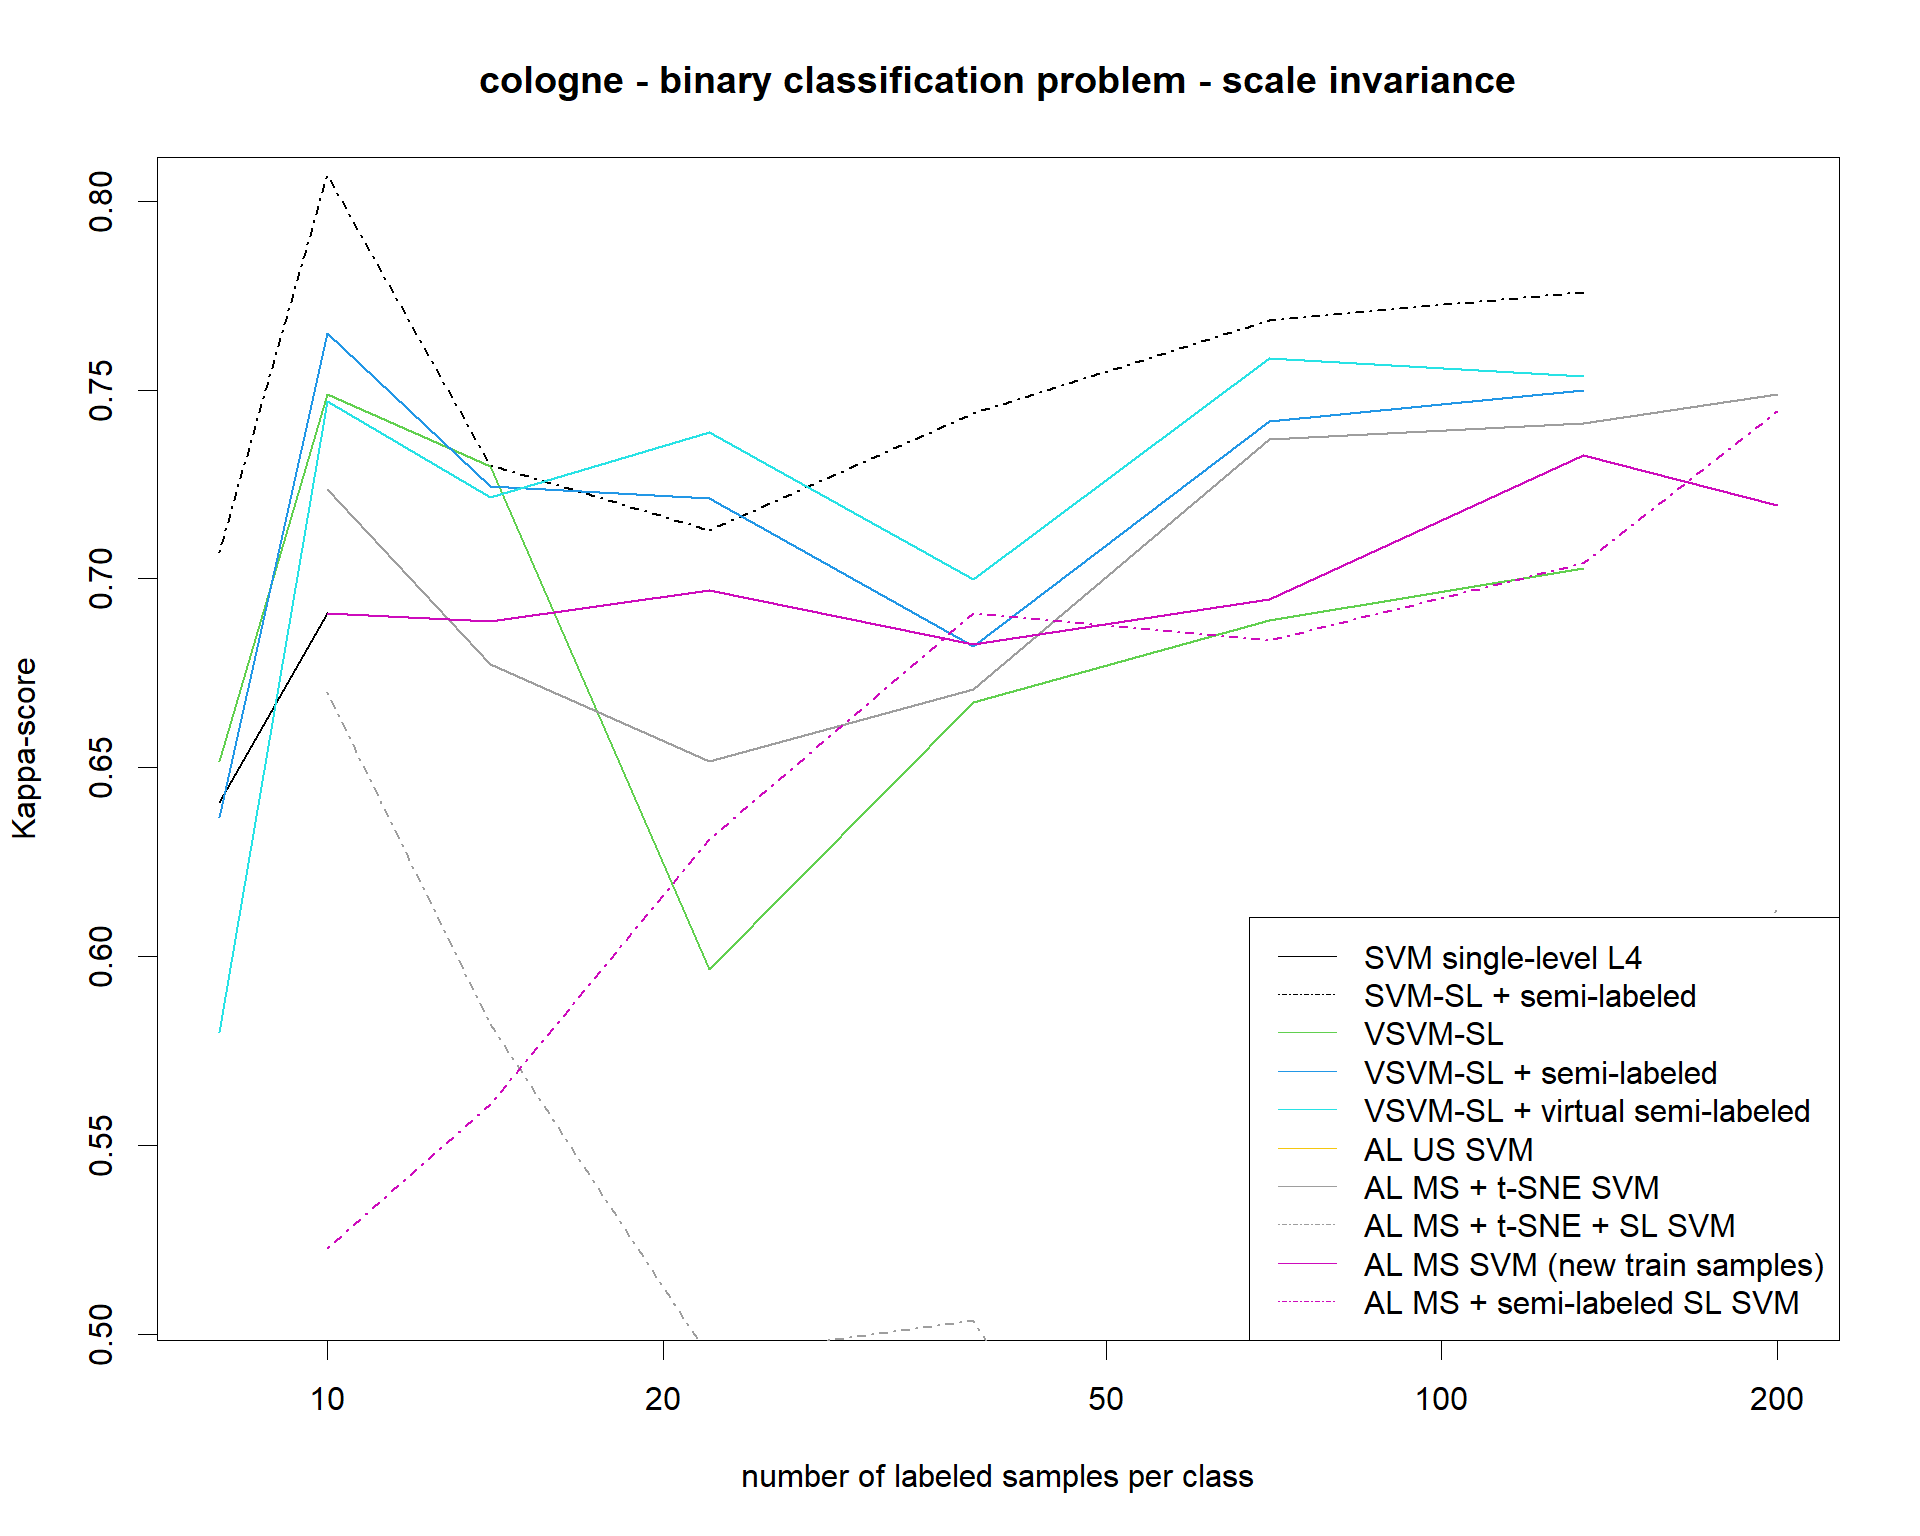 cologne - binary classification problem - scale invariance
Kappa-score
0.80
0.75
0.70
0.65
0.60
0.55
0.50
SVM single-level L4
SVM-SL + semi-labeled
VSVM-SL
VSVM-SL + semi-labeled
VSVM-SL + virtual semi-labeled
AL US SVM
AL MS + t-SNE SVM
AL MS + t-SNE + SL SVM
AL MS SVM (new train samples)
AL MS + semi-labeled SL SVM
10 20 50 100 200
number of labeled samples per class